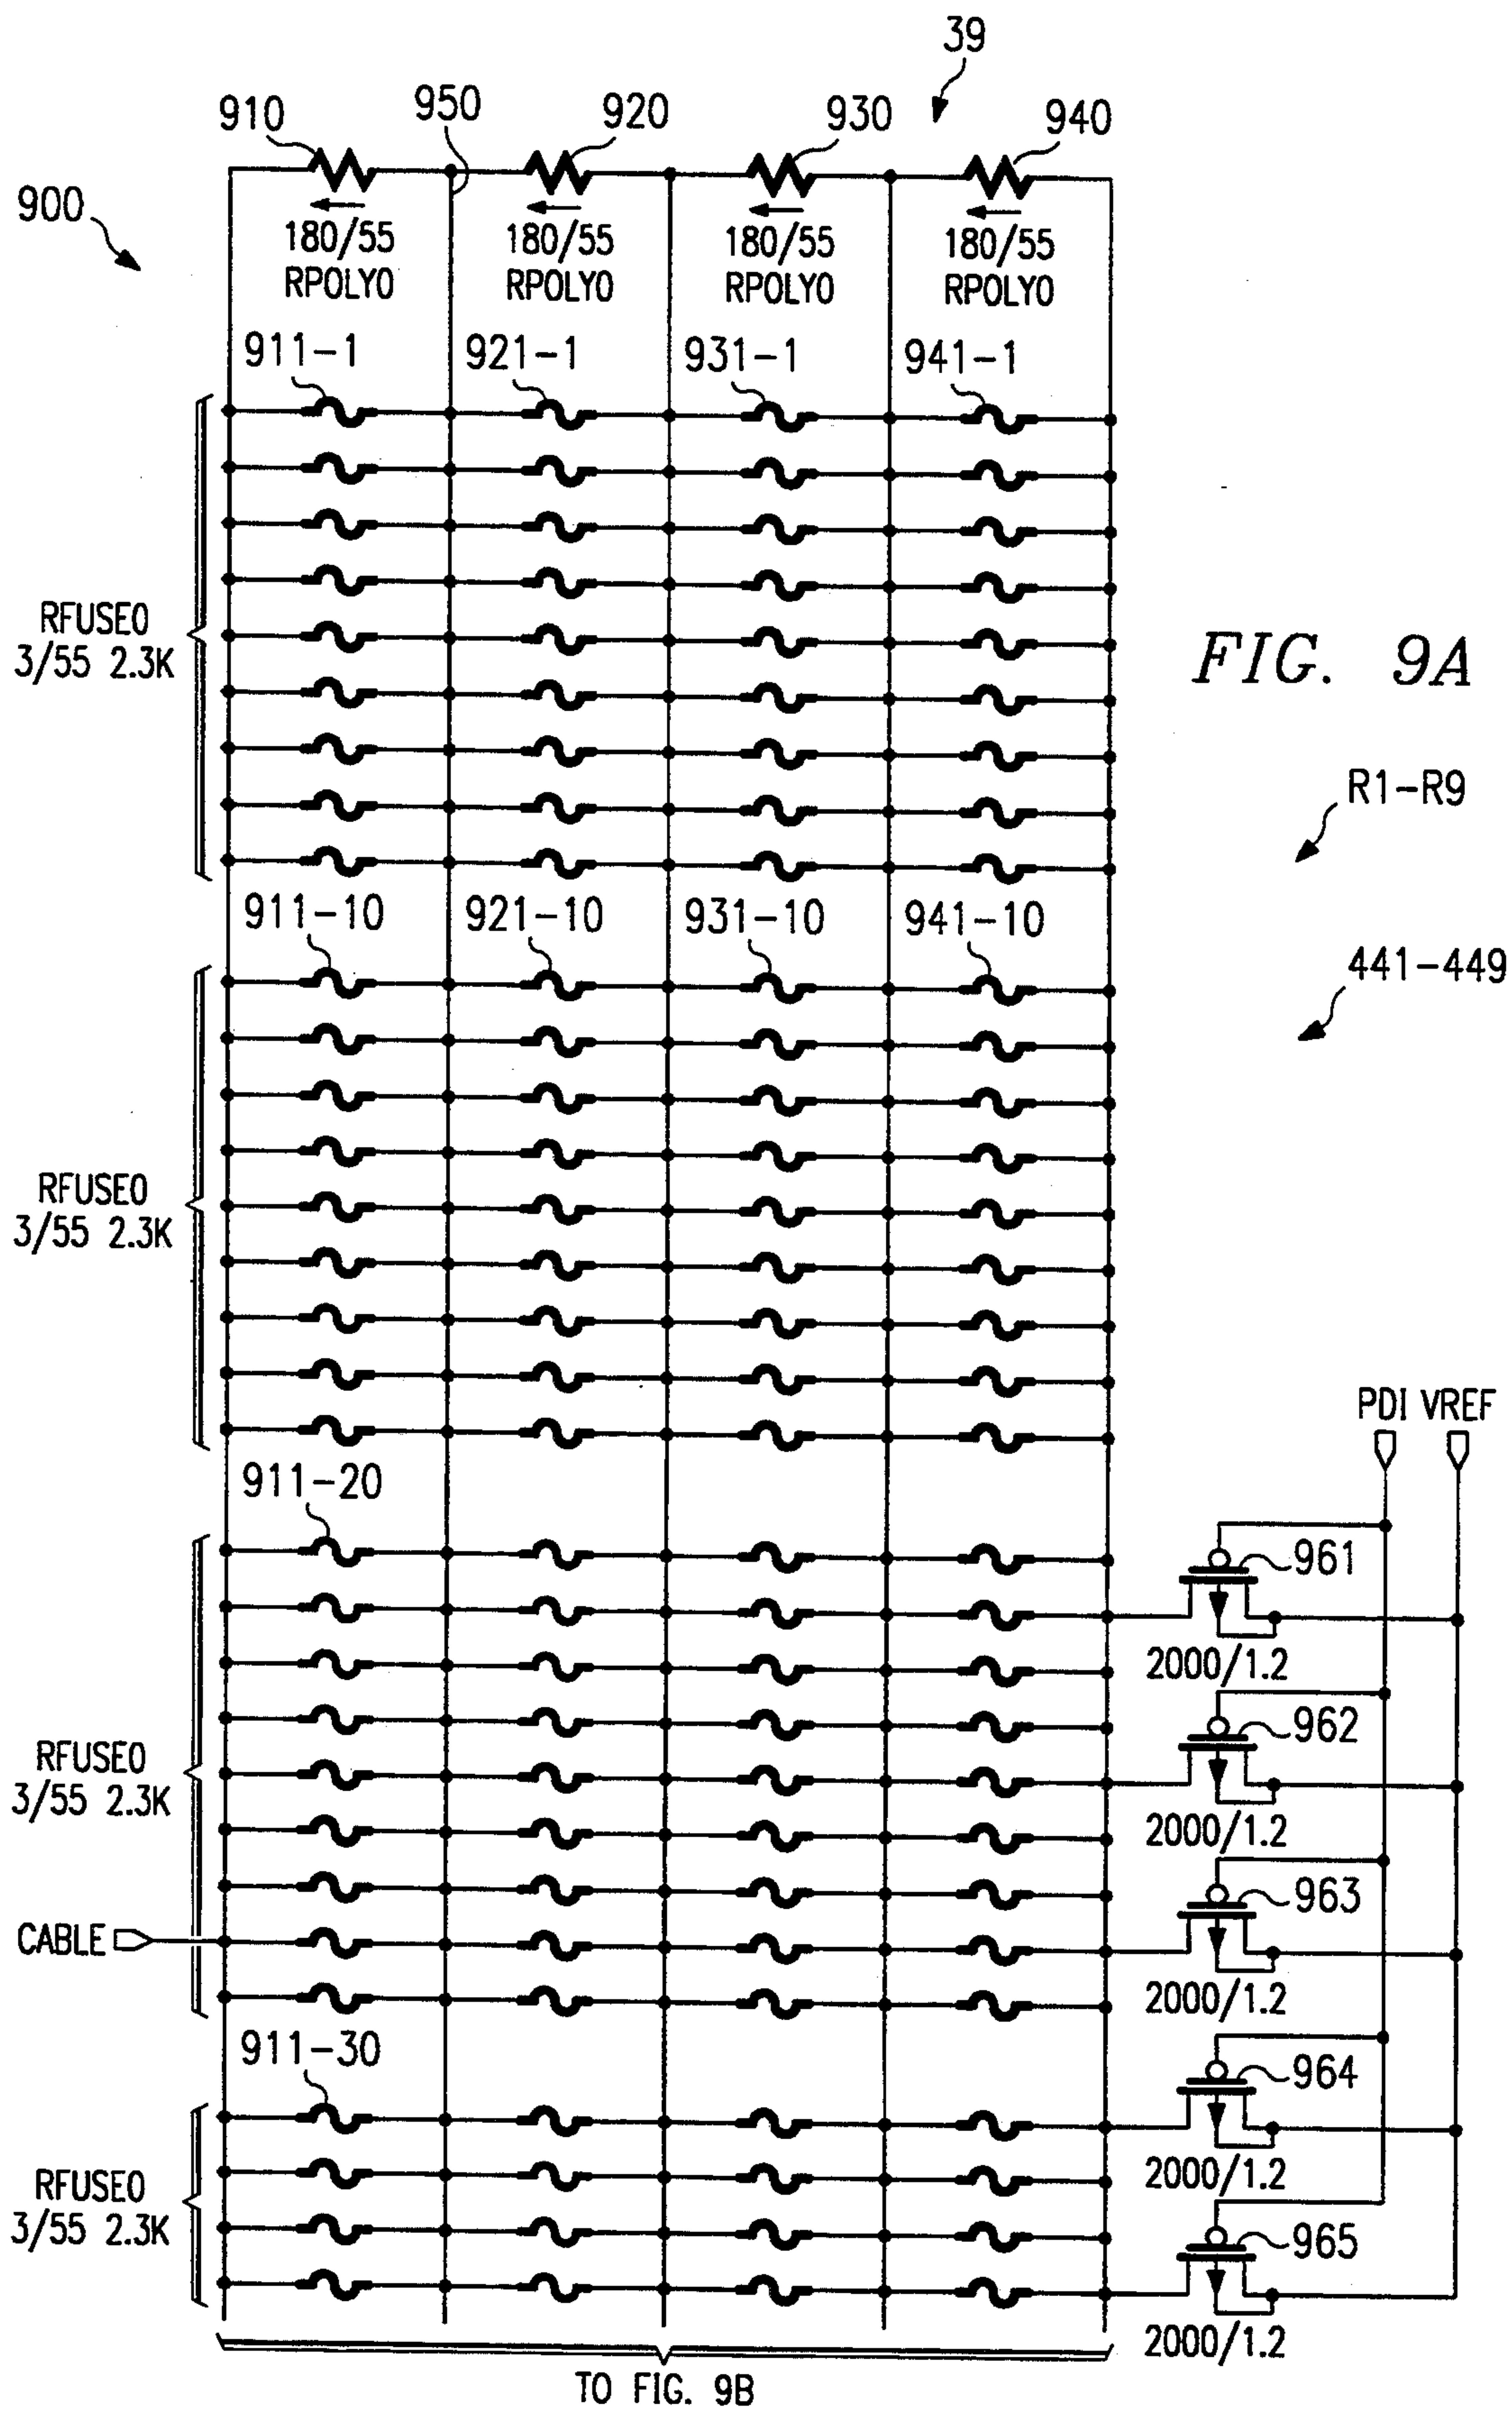 39
910 950 920 930 940
900
180/55 180/55 180/55 180/55
RPOLY0 RPOLY0 RPOLY0 RPOLY0
911-1 921-1 931-1 941-1
RFUSE0
3/55 2.3K
FIG. 9A
R1-R9
911-10 921-10 931-10 941-10
441-449
RFUSE0
3/55 2.3K
PDI VREF
911-20
961
2000/1.2
962
RFUSE0
3/55 2.3K
2000/1.2
963
CABLE
2000/1.2
911-30
964
2000/1.2
RFUSE0
3/55 2.3K
965
2000/1.2
TO FIG. 9B